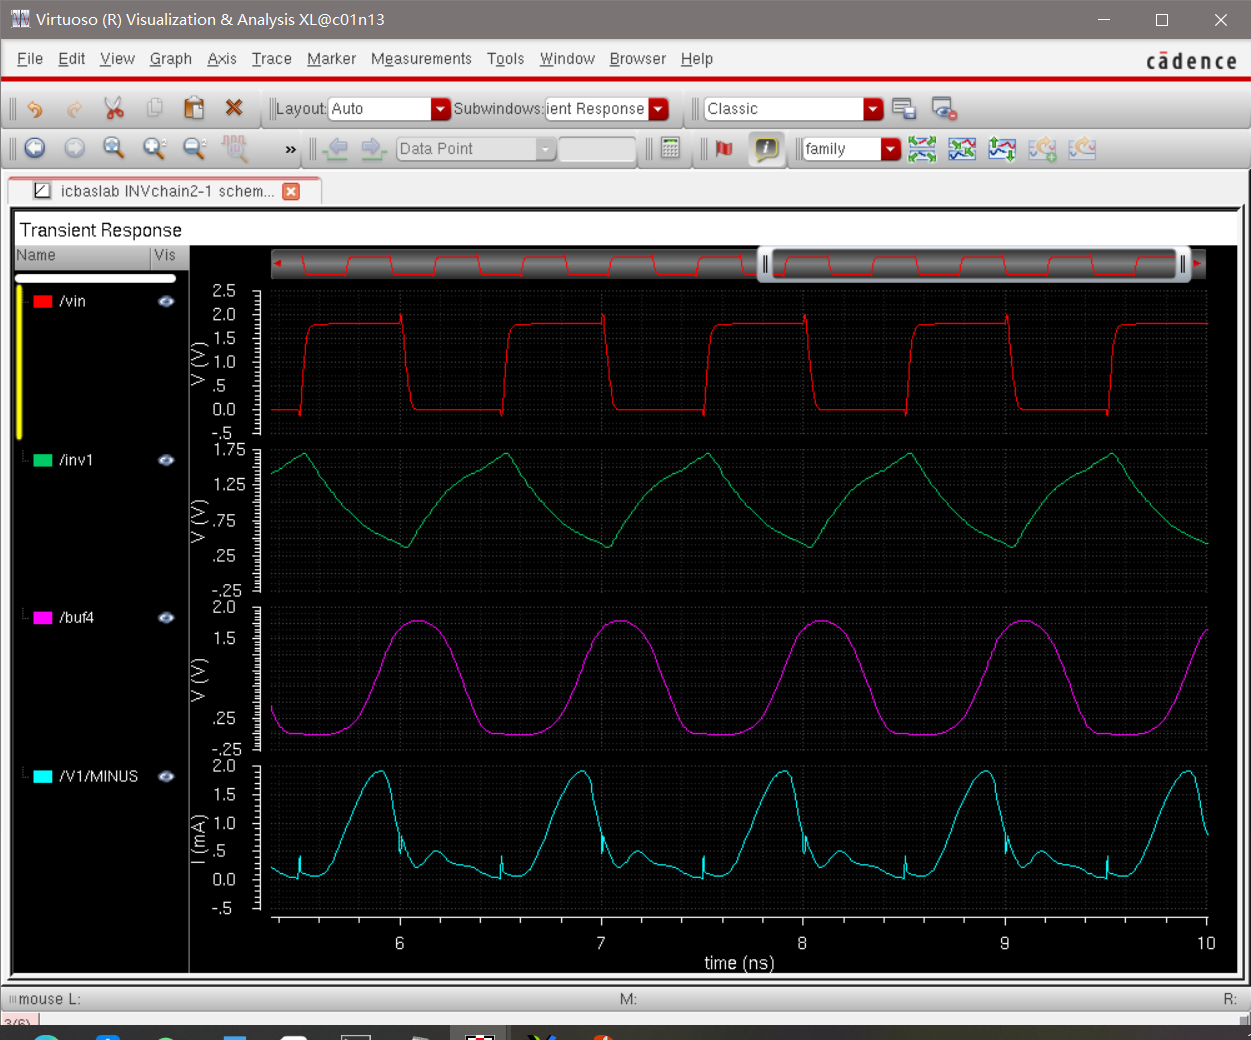 Virtuoso (R) Visualization & Analysis XL@c01n13
File Edit View Graph Axis Trace Marker Measurements Tools Window Browser Help
cādence
Layout: Auto Subwindows: ient Response Classic
» Data Point family
icbaslab INVchain2-1 schem...
Transient Response
Name Vis
/vin
2.5
2.0
1.5
1.0
.5
0.0
-.5
V (V)
/inv1
1.75
1.25
.75
.25
-.25
V (V)
/buf4
2.0
1.5
.25
-.25
V (V)
/V1/MINUS
2.0
1.5
1.0
.5
0.0
-.5
I (mA)
6 7 8 9 10
time (ns)
mouse L: M: R:
3(6)